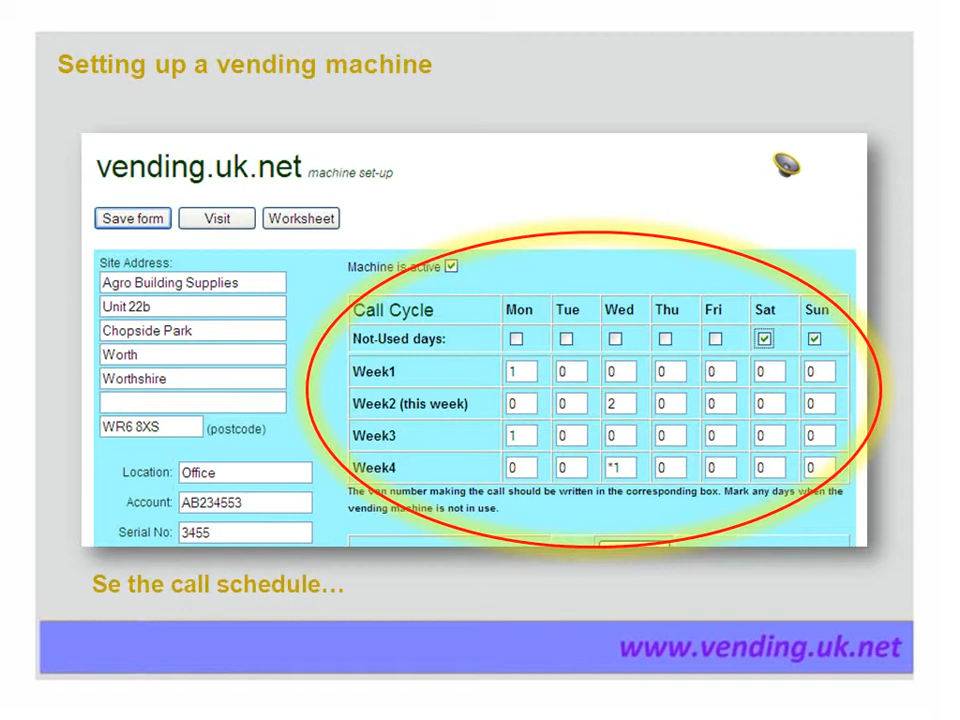 Setting up a vending machine
vending.uk.net machine set-up
Save form Visit Worksheet
Site Address:
Agro Building Supplies
Unit 22b
Chopside Park
Worth
Worthshire
WR6 8XS (postcode)
Location: Office
Account: AB234553
Serial No: 3455
Machine is active
Call Cycle Mon Tue Wed Thu Fri Sat Sun
Not-Used days:
Week1 1 0 0 0 0 0 0
Week2 (this week) 0 0 2 0 0 0 0
Week3 1 0 0 0 0 0 0
Week4 0 0 *1 0 0 0 0
The van number making the call should be written in the corresponding box. Mark any days when the
vending machine is not in use.
Se the call schedule…
www.vending.uk.net